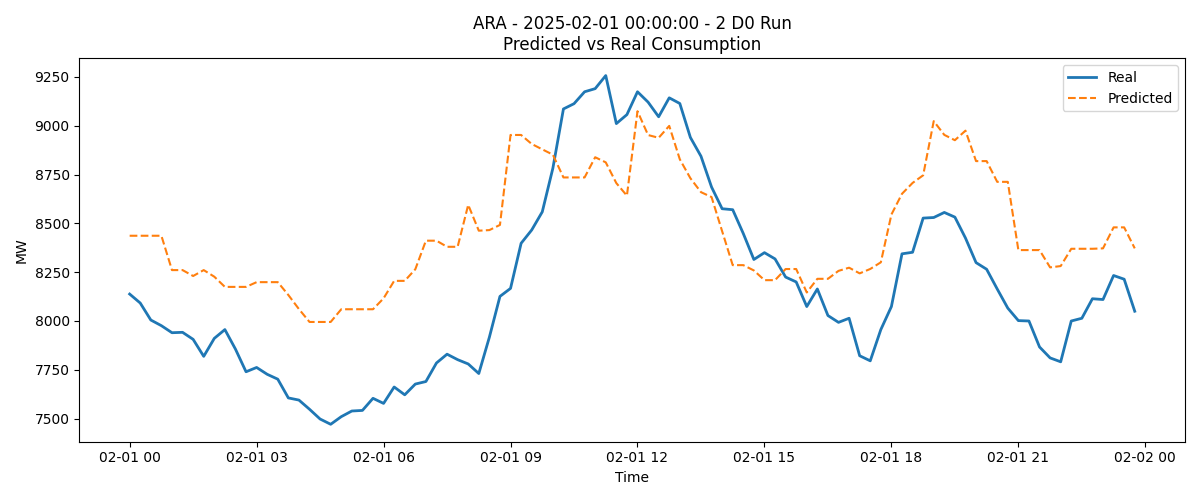 ARA - 2025-02-01 00:00:00 - 2 D0 Run
Predicted vs Real Consumption
Real
Predicted
MW
9250
9000
8750
8500
8250
8000
7750
7500
02-01 00
02-01 03
02-01 06
02-01 09
02-01 12
02-01 15
02-01 18
02-01 21
02-02 00
Time